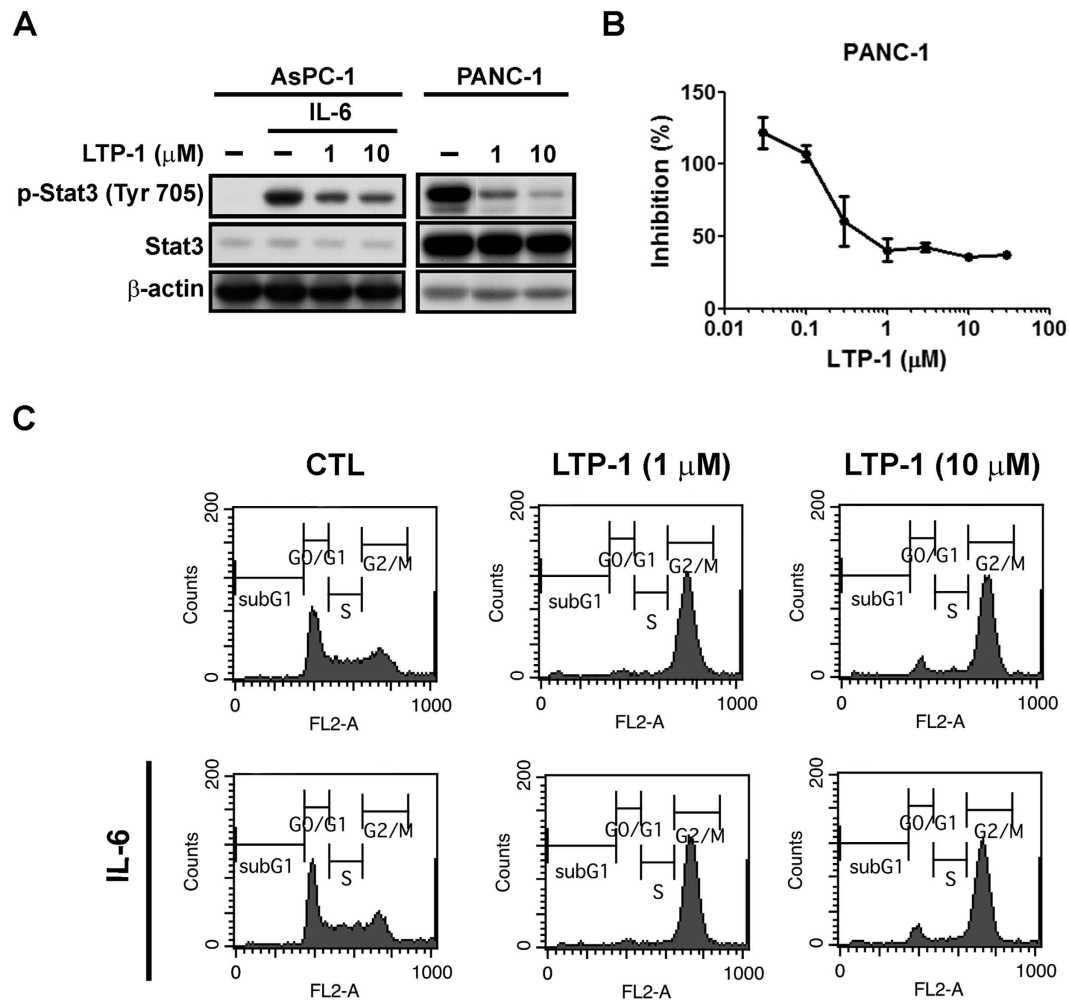 A
AsPC-1 PANC-1
IL-6
LTP-1 (μM) – – 1 10 – 1 10
p-Stat3 (Tyr 705)
Stat3
β-actin
B
PANC-1
Inhibition (%)
150
100
50
0
0.01 0.1 1 10 100
LTP-1 (μM)
C
CTL LTP-1 (1 μM) LTP-1 (10 μM)
200
Counts
0
subG1
G0/G1
S
G2/M
0 1000
FL2-A
200
Counts
0
subG1
G0/G1
S
G2/M
0 1000
FL2-A
200
Counts
0
subG1
G0/G1
S
G2/M
0 1000
FL2-A
IL-6
200
Counts
0
subG1
G0/G1
S
G2/M
0 1000
FL2-A
200
Counts
0
subG1
G0/G1
S
G2/M
0 1000
FL2-A
200
Counts
0
subG1
G0/G1
S
G2/M
0 1000
FL2-A